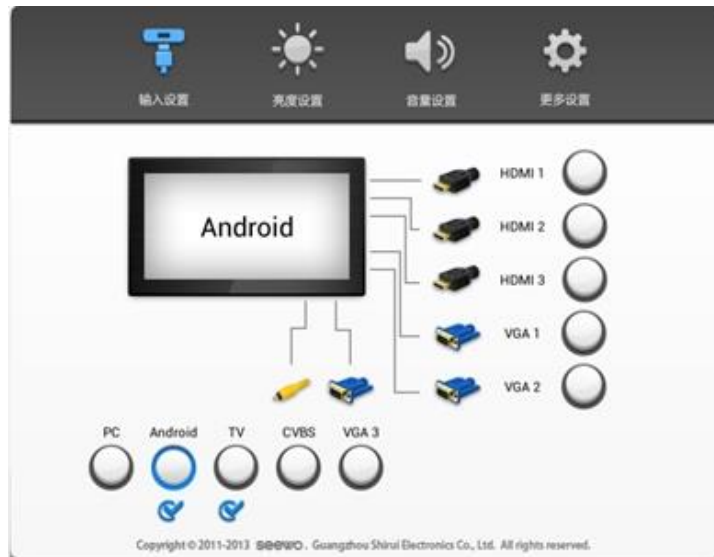 输入设置 亮度设置 音量设置 更多设置
Android
HDMI 1
HDMI 2
HDMI 3
VGA 1
VGA 2
PC Android TV CVBS VGA 3
Copyright © 2011-2013 seewo. Guangzhou Shirui Electronics Co., Ltd. All rights reserved.